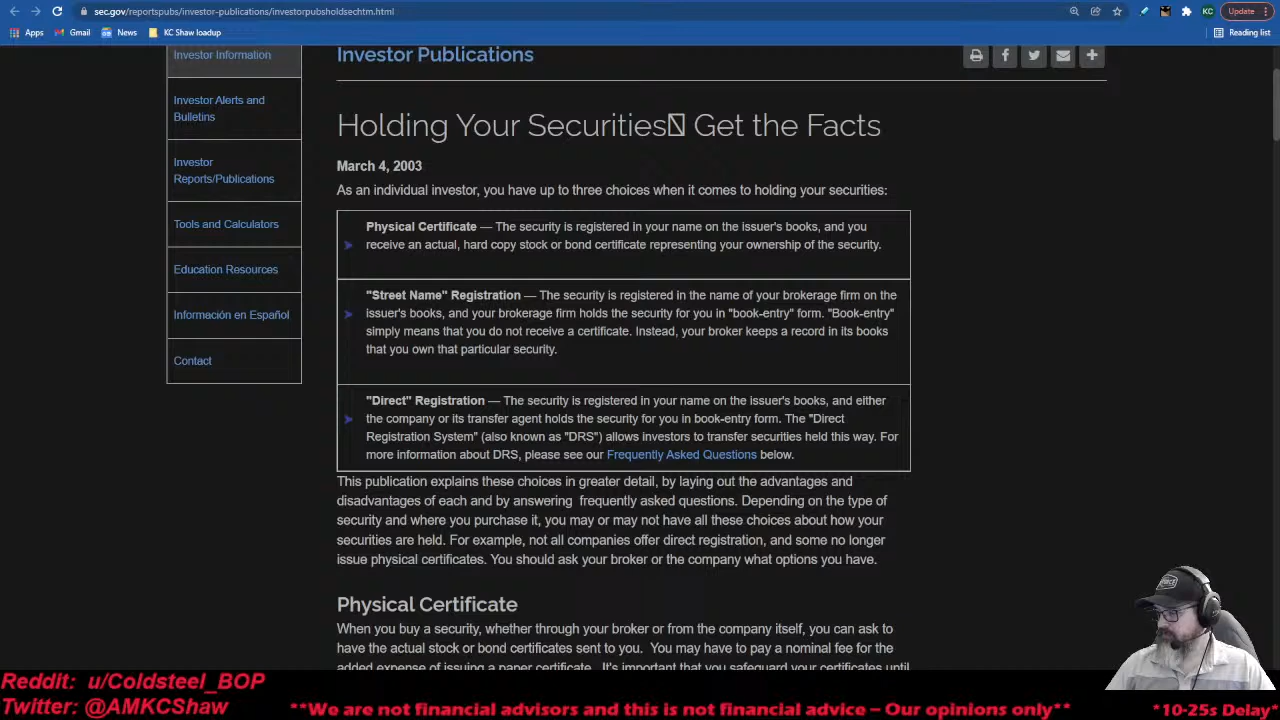 sec.gov/reportspubs/investor-publications/investorpubsholdsechtm.html
KC
Update
Apps
Gmail
News
KC Shaw loadup
Reading list
Investor Information
Investor Alerts and
Bulletins
Investor
Reports/Publications
Tools and Calculators
Education Resources
Información en Español
Contact
Investor Publications
Holding Your Securities Get the Facts
March 4, 2003
As an individual investor, you have up to three choices when it comes to holding your securities:
Physical Certificate — The security is registered in your name on the issuer's books, and you
receive an actual, hard copy stock or bond certificate representing your ownership of the security.
"Street Name" Registration — The security is registered in the name of your brokerage firm on the
issuer's books, and your brokerage firm holds the security for you in "book-entry" form. "Book-entry"
simply means that you do not receive a certificate. Instead, your broker keeps a record in its books
that you own that particular security.
"Direct" Registration — The security is registered in your name on the issuer's books, and either
the company or its transfer agent holds the security for you in book-entry form. The "Direct
Registration System" (also known as "DRS") allows investors to transfer securities held this way. For
more information about DRS, please see our Frequently Asked Questions below.
This publication explains these choices in greater detail, by laying out the advantages and
disadvantages of each and by answering frequently asked questions. Depending on the type of
security and where you purchase it, you may or may not have all these choices about how your
securities are held. For example, not all companies offer direct registration, and some no longer
issue physical certificates. You should ask your broker or the company what options you have.
Physical Certificate
When you buy a security, whether through your broker or from the company itself, you can ask to
have the actual stock or bond certificates sent to you. You may have to pay a nominal fee for the
added expense of issuing a paper certificate. It's important that you safeguard your certificates until
Reddit: u/Coldsteel_BOP
Twitter: @AMKCShaw
**We are not financial advisors and this is not financial advice – Our opinions only**
*10-25s Delay*